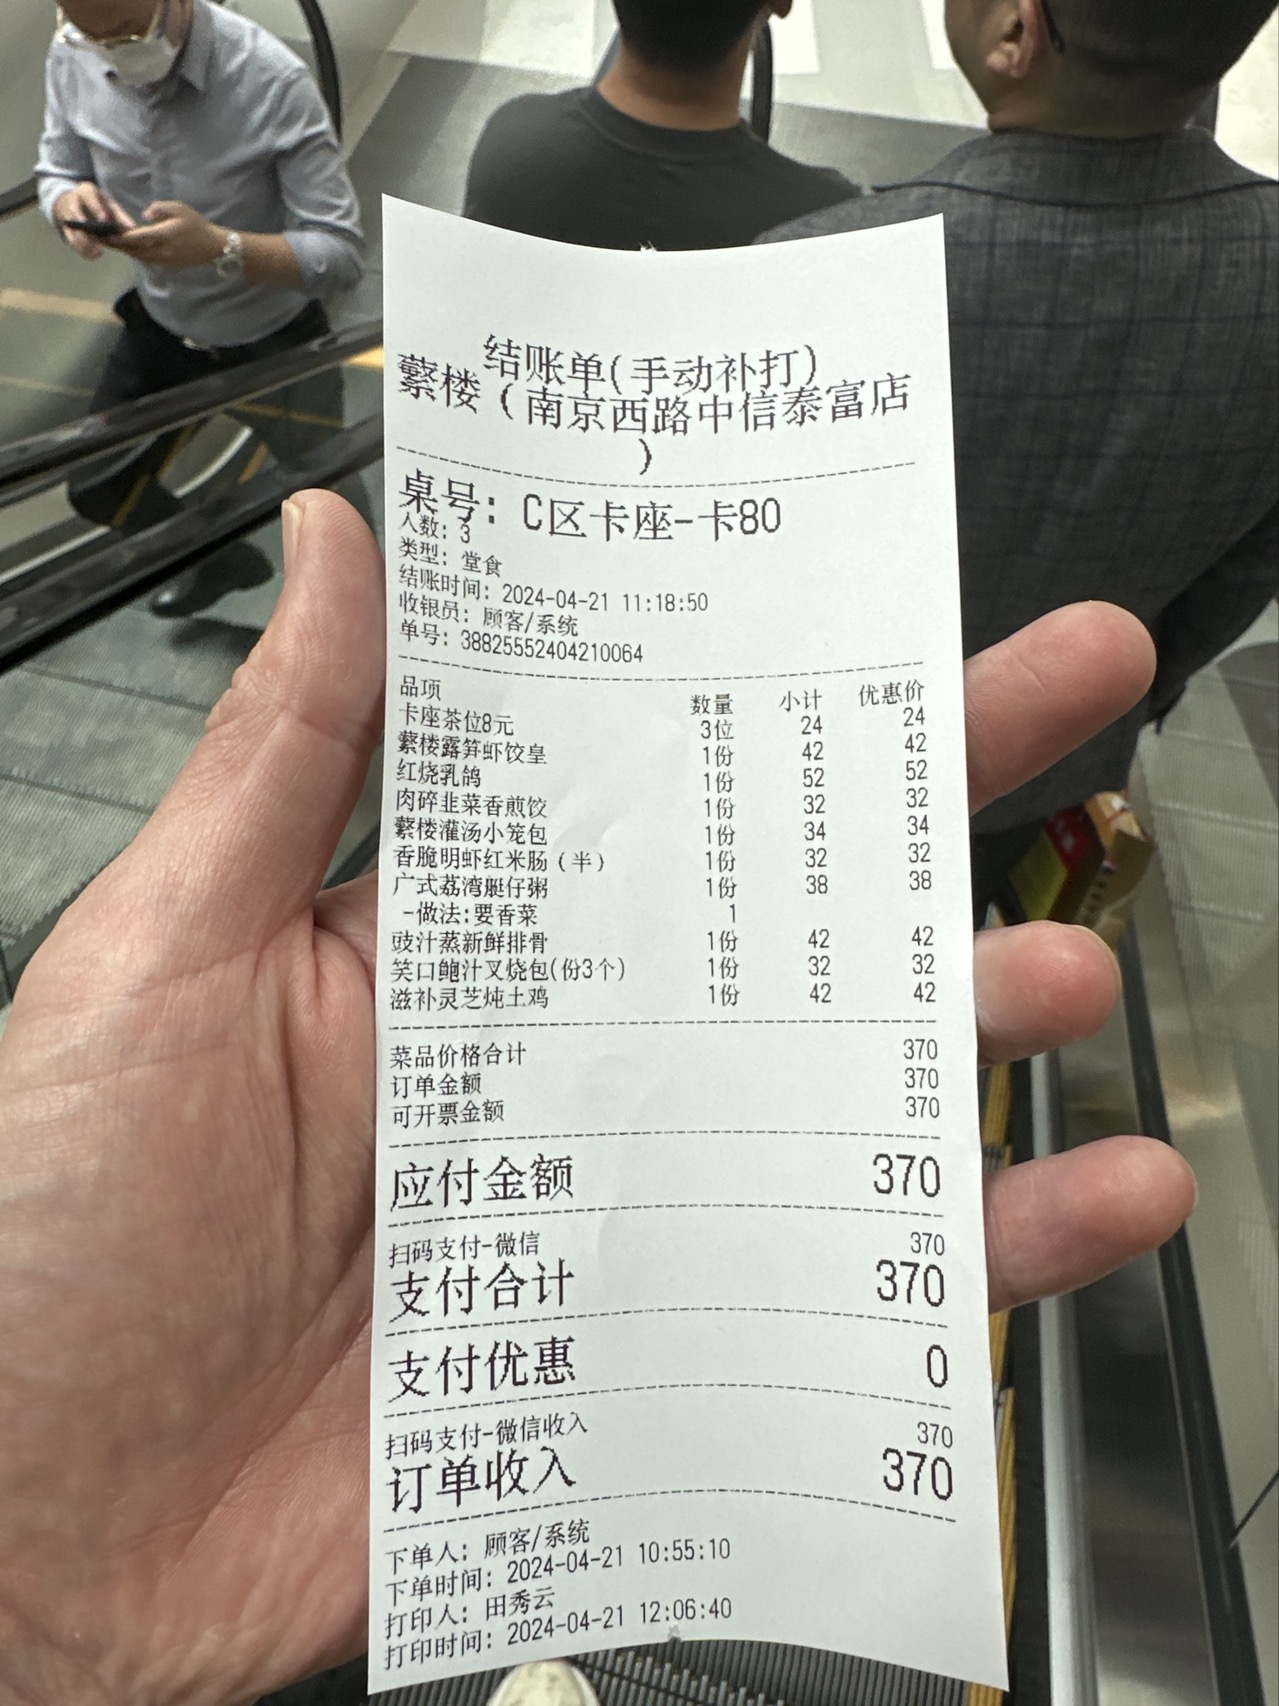 结账单(手动补打)
蘩楼（南京西路中信泰富店
）
桌号: C区卡座-卡80
人数: 3
类型: 堂食
结账时间: 2024-04-21 11:18:50
收银员: 顾客/系统
单号: 38825552404210064
品项 数量 小计 优惠价
卡座茶位8元 3位 24 24
蘩楼露笋虾饺皇 1份 42 42
红烧乳鸽 1份 52 52
肉碎韭菜香煎饺 1份 32 32
蘩楼灌汤小笼包 1份 34 34
香脆明虾红米肠（半） 1份 32 32
广式荔湾艇仔粥 1份 38 38
-做法:要香菜 1
豉汁蒸新鲜排骨 1份 42 42
笑口鲍汁叉烧包(份3个) 1份 32 32
滋补灵芝炖土鸡 1份 42 42
菜品价格合计 370
订单金额 370
可开票金额 370
应付金额 370
扫码支付-微信 370
支付合计 370
支付优惠 0
扫码支付-微信收入 370
订单收入 370
下单人: 顾客/系统
下单时间: 2024-04-21 10:55:10
打印人: 田秀云
打印时间: 2024-04-21 12:06:40